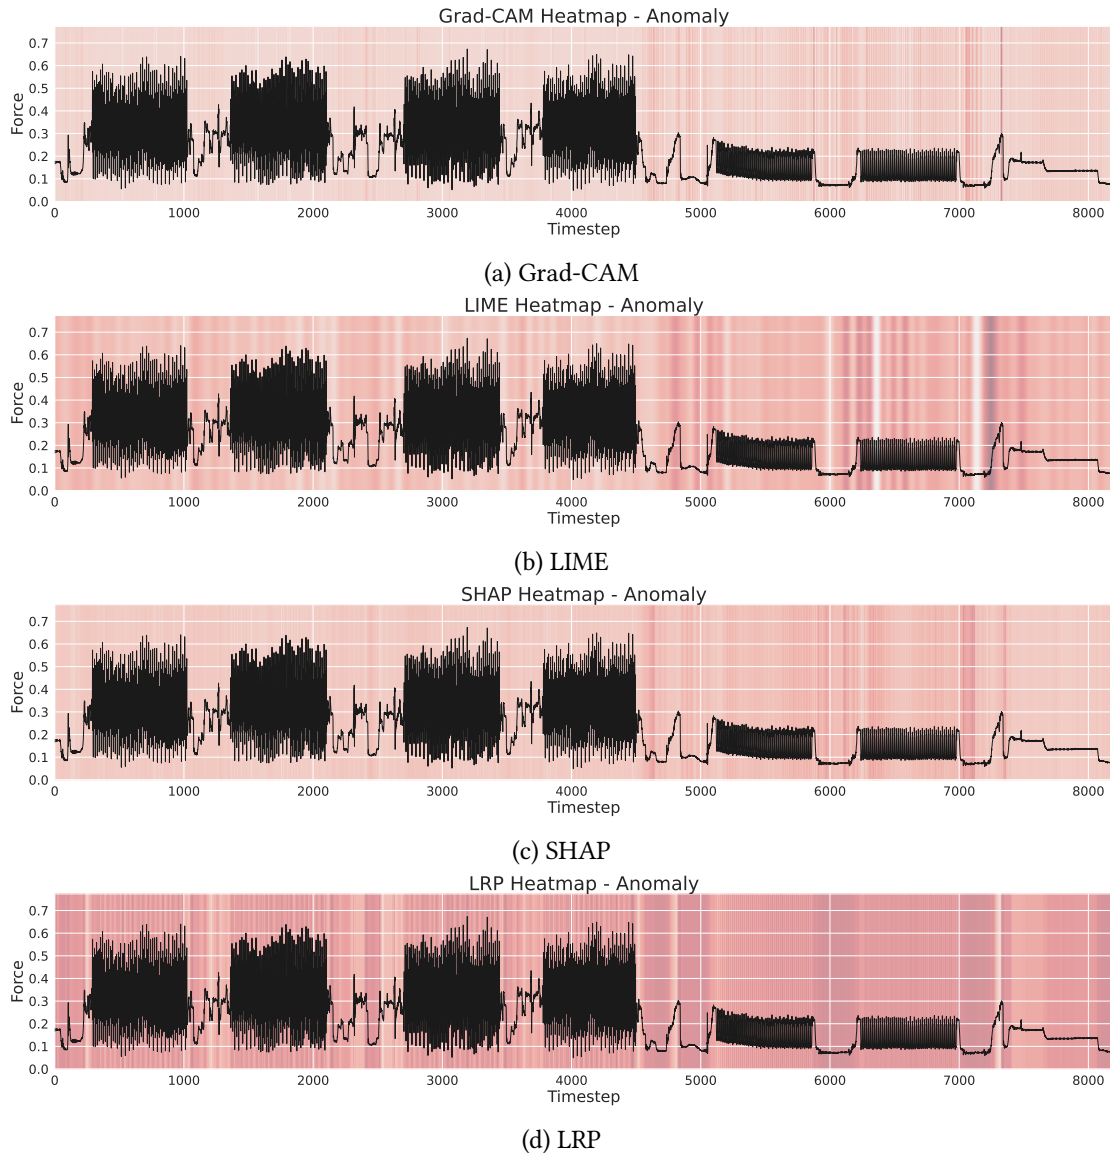 Grad-CAM Heatmap - Anomaly
0.7
0.6
0.5
0.4
0.3
0.2
0.1
0.0
Force
0 1000 2000 3000 4000 5000 6000 7000 8000
Timestep
(a) Grad-CAM
LIME Heatmap - Anomaly
0.7
0.6
0.5
0.4
0.3
0.2
0.1
0.0
Force
0 1000 2000 3000 4000 5000 6000 7000 8000
Timestep
(b) LIME
SHAP Heatmap - Anomaly
0.7
0.6
0.5
0.4
0.3
0.2
0.1
0.0
Force
0 1000 2000 3000 4000 5000 6000 7000 8000
Timestep
(c) SHAP
LRP Heatmap - Anomaly
0.7
0.6
0.5
0.4
0.3
0.2
0.1
0.0
Force
0 1000 2000 3000 4000 5000 6000 7000 8000
Timestep
(d) LRP